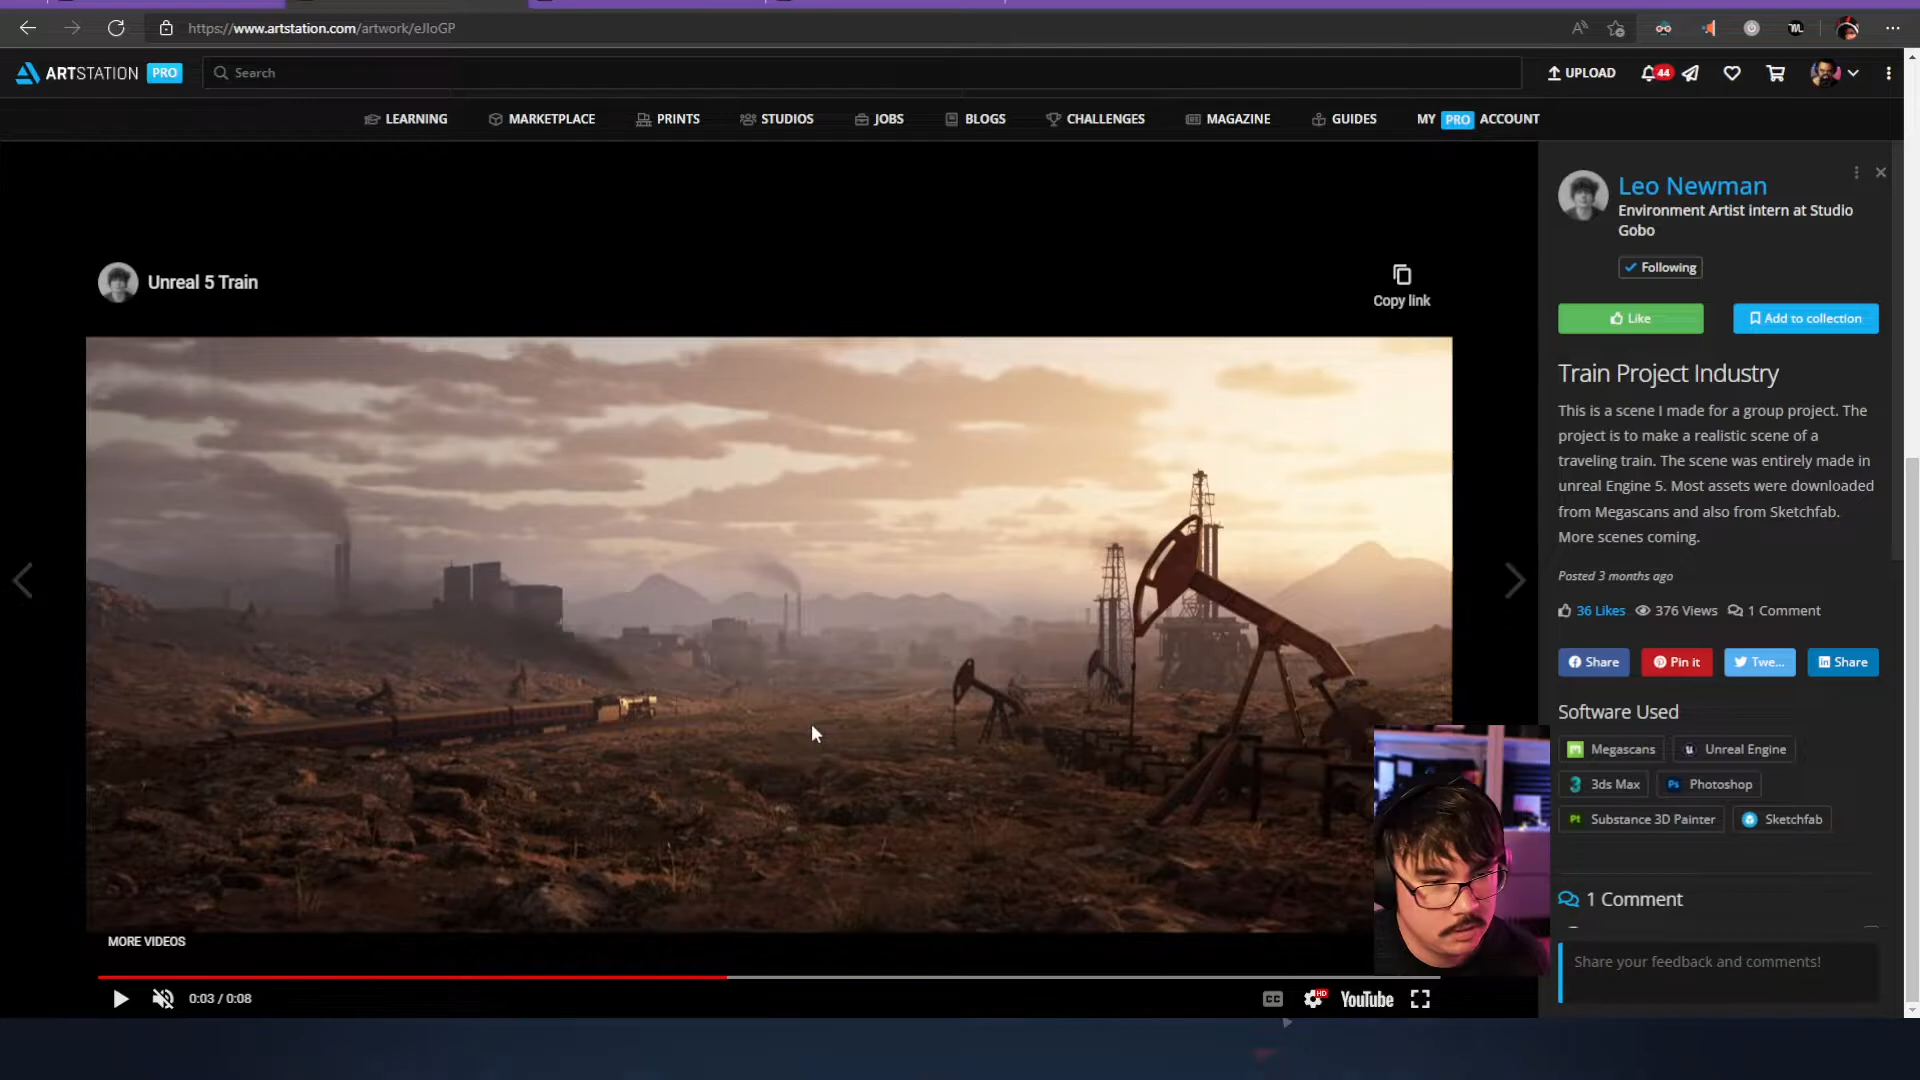 https://www.artstation.com/artwork/eJloGP
ARTSTATION PRO
Search
UPLOAD
44
LEARNING
MARKETPLACE
PRINTS
STUDIOS
JOBS
BLOGS
CHALLENGES
MAGAZINE
GUIDES
MY PRO ACCOUNT
Unreal 5 Train
Copy link
Leo Newman
Environment Artist intern at Studio
Gobo
Following
Like
Add to collection
Train Project Industry
This is a scene I made for a group project. The
project is to make a realistic scene of a
traveling train. The scene was entirely made in
unreal Engine 5. Most assets were downloaded
from Megascans and also from Sketchfab.
More scenes coming.
Posted 3 months ago
36 Likes 376 Views 1 Comment
Share
Pin it
Twe...
Share
Software Used
Megascans
Unreal Engine
3ds Max
Ps Photoshop
Pt Substance 3D Painter
Sketchfab
1 Comment
Share your feedback and comments!
MORE VIDEOS
0:03 / 0:08
CC
HD
YouTube